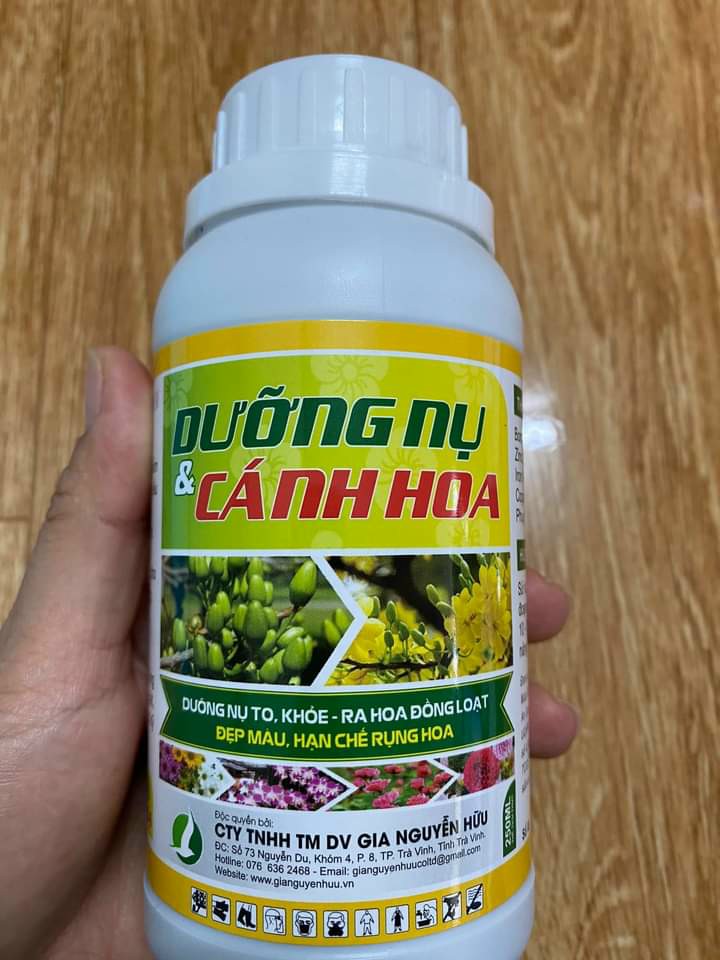 DƯỠNG NỤ
& CÁNH HOA
DƯỠNG NỤ TO, KHỎE - RA HOA ĐỒNG LOẠT
ĐẸP MÀU, HẠN CHẾ RỤNG HOA
Độc quyền bởi:
CTY TNHH TM DV GIA NGUYỄN HỮU
ĐC: Số 73 Nguyễn Du, Khóm 4, P. 8, TP. Trà Vinh, Tỉnh Trà Vinh.
Hotline: 076 636 2468 - Email: gianguyenhuucoltd@gmail.com
Website: www.gianguyenhuu.vn
250ML